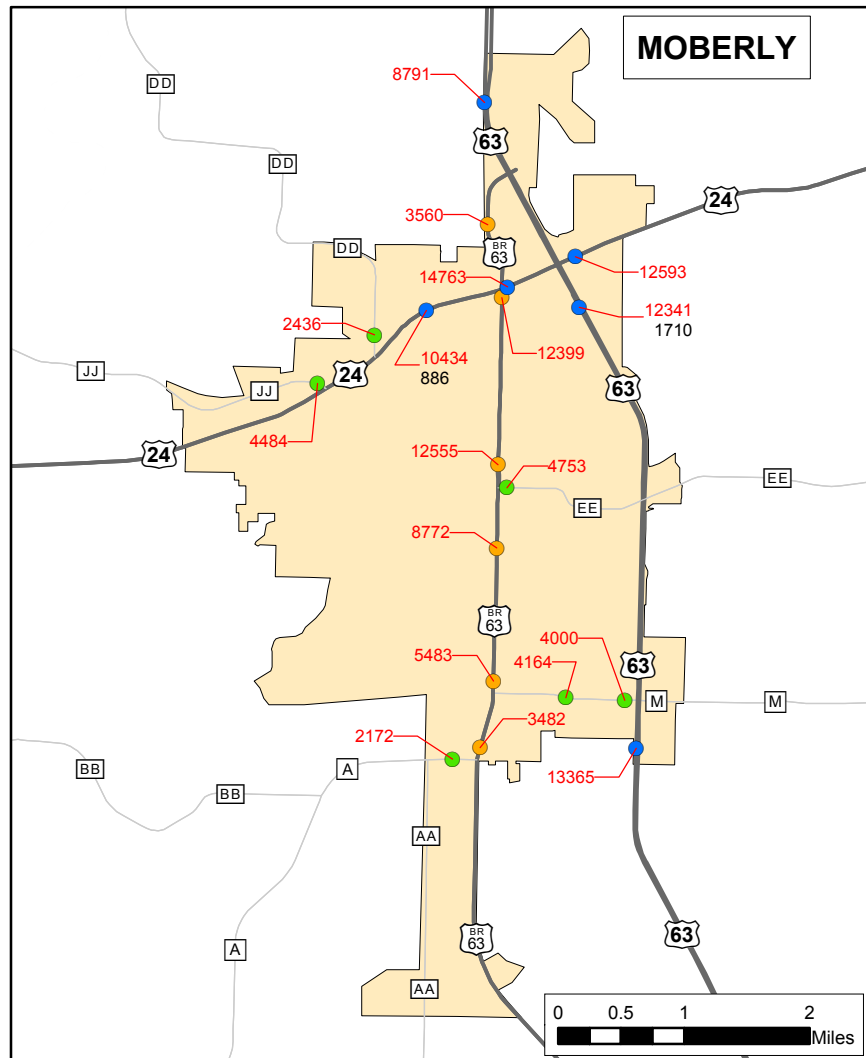 MOBERLY
8791
DD
63
DD
24
3560
DD
BR
63
12593
14763
2436
12341
1710
10434
886
12399
JJ
24
63
JJ
4484
24
12555
4753
EE
EE
8772
BR
63
4000
5483
4164
63
M
M
3482
2172
A
13365
BB
BB
AA
BR
63
63
A
AA
0 0.5 1 2
Miles